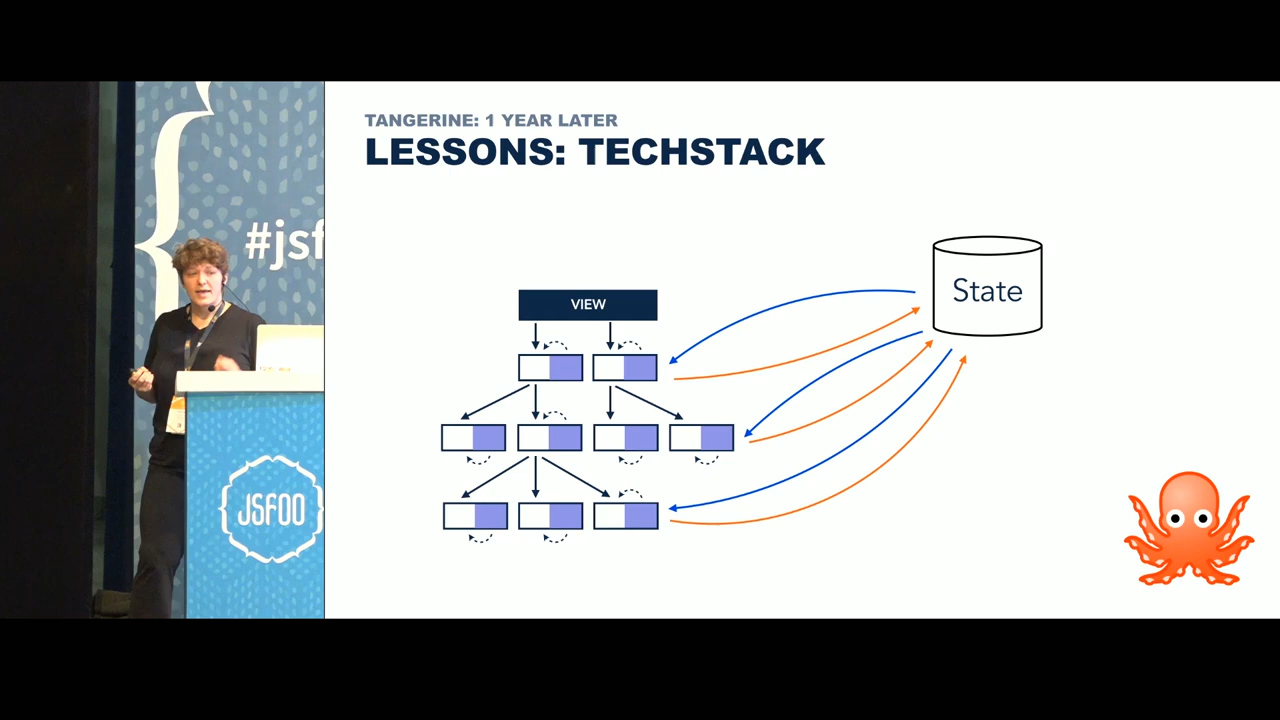 #jsf
JSFOO
TANGERINE: 1 YEAR LATER
LESSONS: TECHSTACK
VIEW
State